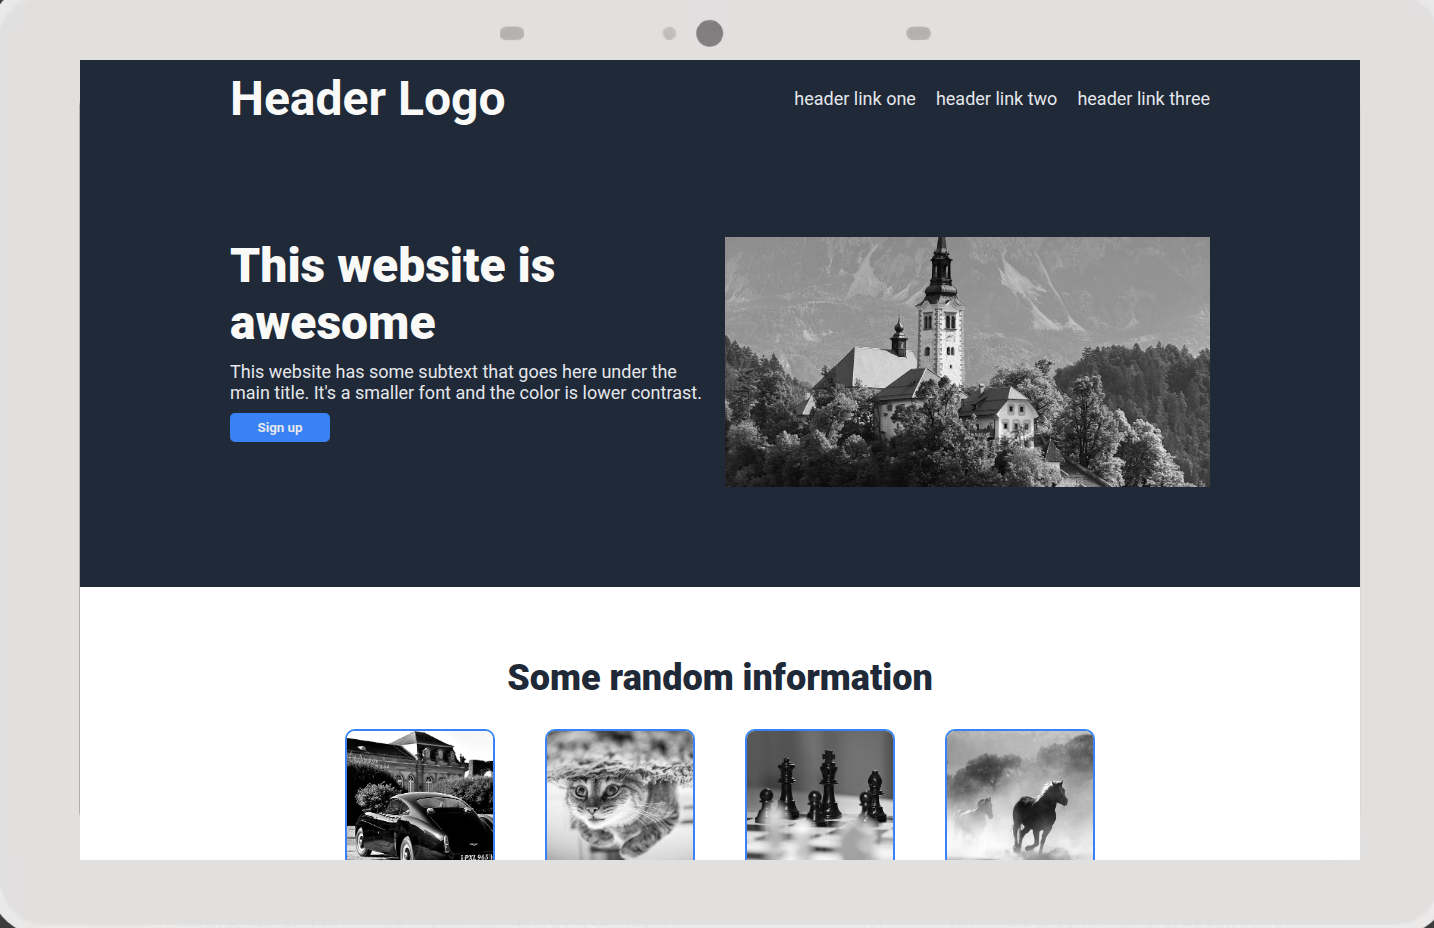 Header Logo
header link one
header link two
header link three
This website is
awesome
This website has some subtext that goes here under the
main title. It's a smaller font and the color is lower contrast.
Sign up
Some random information